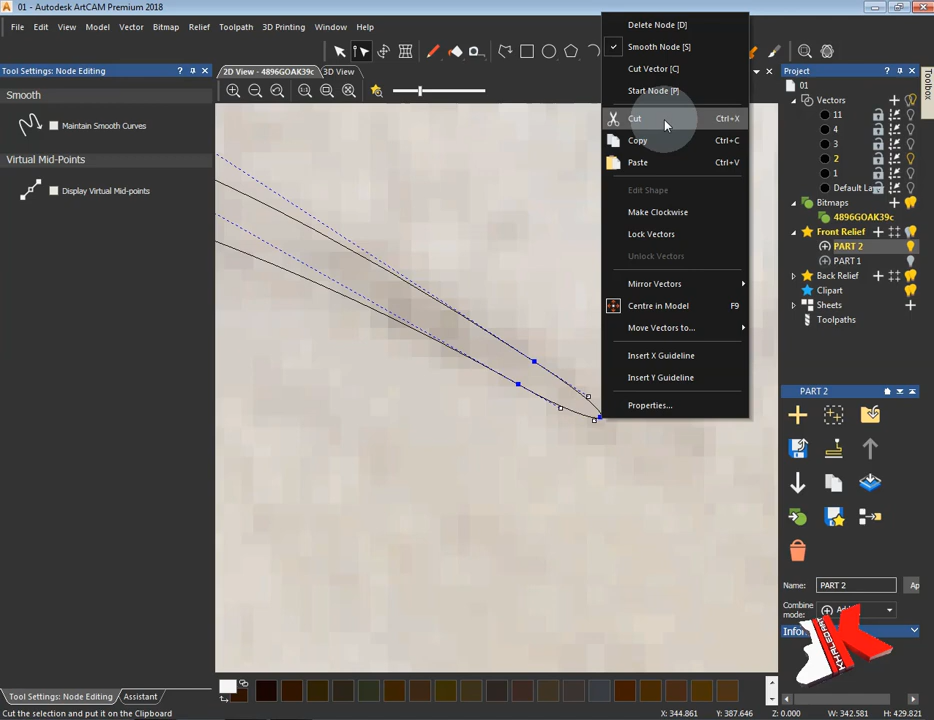 01 - Autodesk ArtCAM Premium 2018
File Edit View Model Vector Bitmap Relief Toolpath 3D Printing Window Help
Tool Settings: Node Editing
2D View - 4896GOAK39c 3D View
Smooth
Maintain Smooth Curves
Virtual Mid-Points
Display Virtual Mid-points
Delete Node [D]
Smooth Node [S]
Cut Vector [C]
Start Node [P]
Cut Ctrl+X
Copy Ctrl+C
Paste Ctrl+V
Edit Shape
Make Clockwise
Lock Vectors
Unlock Vectors
Mirror Vectors
Centre in Model F9
Move Vectors to...
Insert X Guideline
Insert Y Guideline
Properties...
Project
Toolbox
01
Vectors
11
4
3
2
1
Default La
Bitmaps
4896GOAK39c
Front Relief
PART 2
PART 1
Back Relief
Clipart
Sheets
Toolpaths
PART 2
Name: PART 2 Ap
Combine
mode:
KHALED ART
Tool Settings: Node Editing Assistant
Cut the selection and put it on the Clipboard
X: 344.861 Y: 387.646 Z: 0.000 W: 342.581 H: 429.821